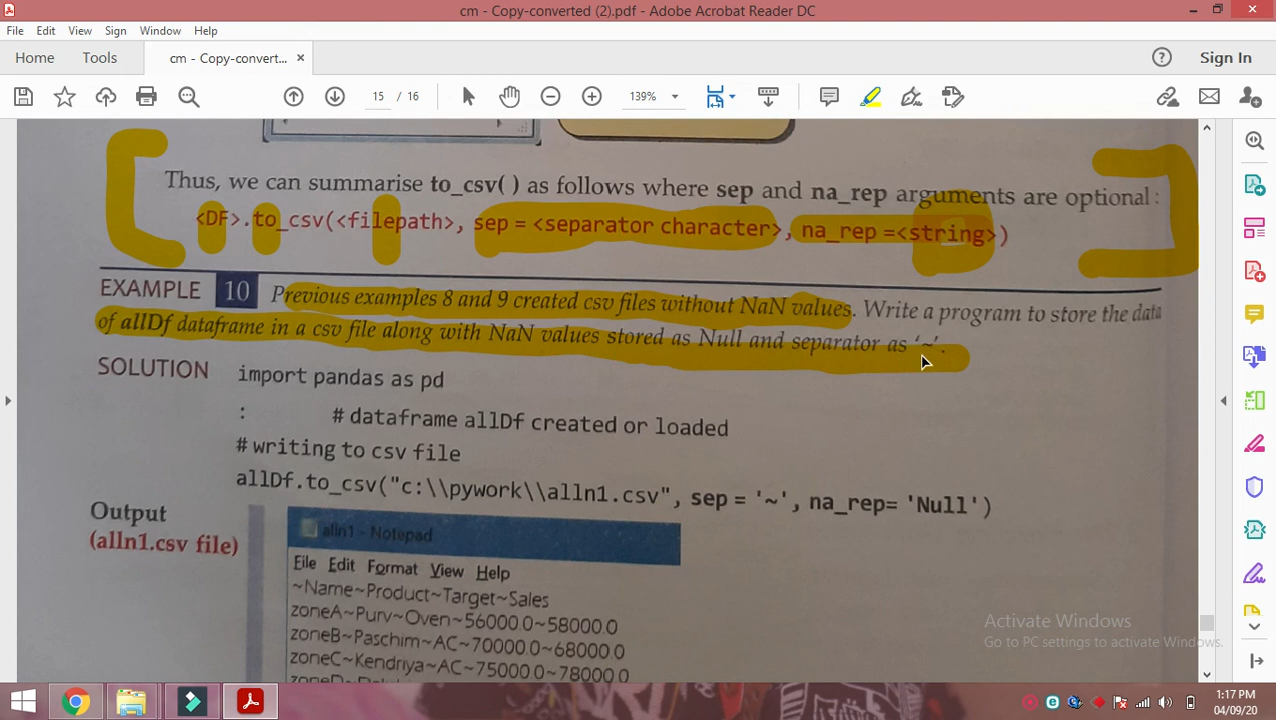 cm - Copy-converted (2).pdf - Adobe Acrobat Reader DC
File Edit View Sign Window Help
Home Tools cm - Copy-convert... Sign In
15 / 16 139%
Thus, we can summarise to_csv( ) as follows where sep and na_rep arguments are optional :
<DF>.to_csv(<filepath>, sep = <separator character>, na_rep =<string>)
EXAMPLE 10 Previous examples 8 and 9 created csv files without NaN values. Write a program to store the data
of allDf dataframe in a csv file along with NaN values stored as Null and separator as '~'.
SOLUTION import pandas as pd
: # dataframe allDf created or loaded
# writing to csv file
allDf.to_csv("c:\\pywork\\alln1.csv", sep = '~', na_rep= 'Null')
Output
(alln1.csv file)
alln1 - Notepad
File Edit Format View Help
~Name~Product~Target~Sales
zoneA~Purv~Oven~56000.0~58000.0
zoneB~Paschim~AC~70000.0~68000.0
zoneC~Kendriya~AC~75000.0~78000.0
Activate Windows
Go to PC settings to activate Windows.
1:17 PM
04/09/20